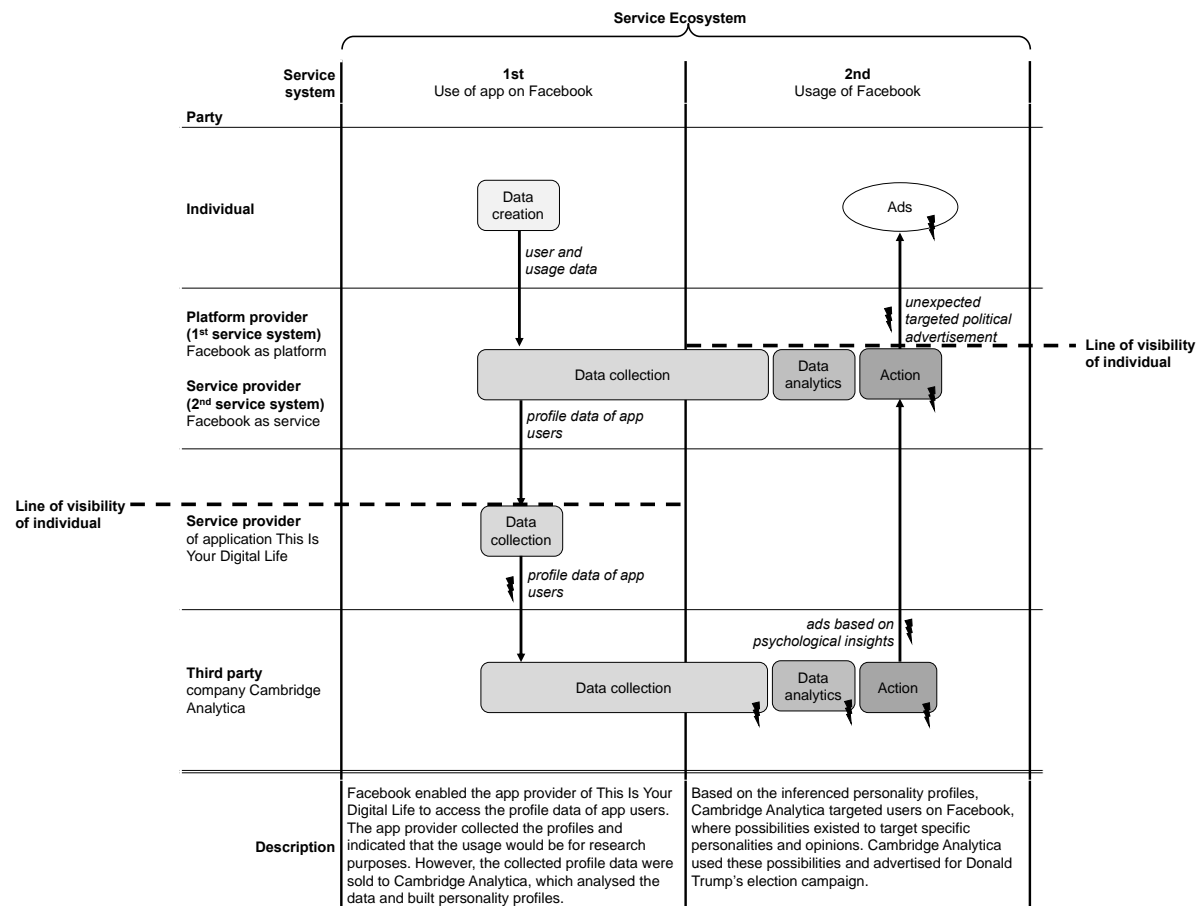 Service Ecosystem
Service
system
1st
Use of app on Facebook
2nd
Usage of Facebook
Party
Individual
Data
creation
Ads
user and
usage data
Platform provider
(1st service system)
Facebook as platform
Service provider
(2nd service system)
Facebook as service
unexpected
targeted political
advertisement
Line of visibility
of individual
Data collection
Data
analytics
Action
profile data of app
users
Line of visibility
of individual
Service provider
of application This Is
Your Digital Life
Data
collection
profile data of app
users
ads based on
psychological insights
Third party
company Cambridge
Analytica
Data collection
Data
analytics
Action
Description
Facebook enabled the app provider of This Is Your
Digital Life to access the profile data of app users.
The app provider collected the profiles and
indicated that the usage would be for research
purposes. However, the collected profile data were
sold to Cambridge Analytica, which analysed the
data and built personality profiles.
Based on the inferenced personality profiles,
Cambridge Analytica targeted users on Facebook,
where possibilities existed to target specific
personalities and opinions. Cambridge Analytica
used these possibilities and advertised for Donald
Trump's election campaign.